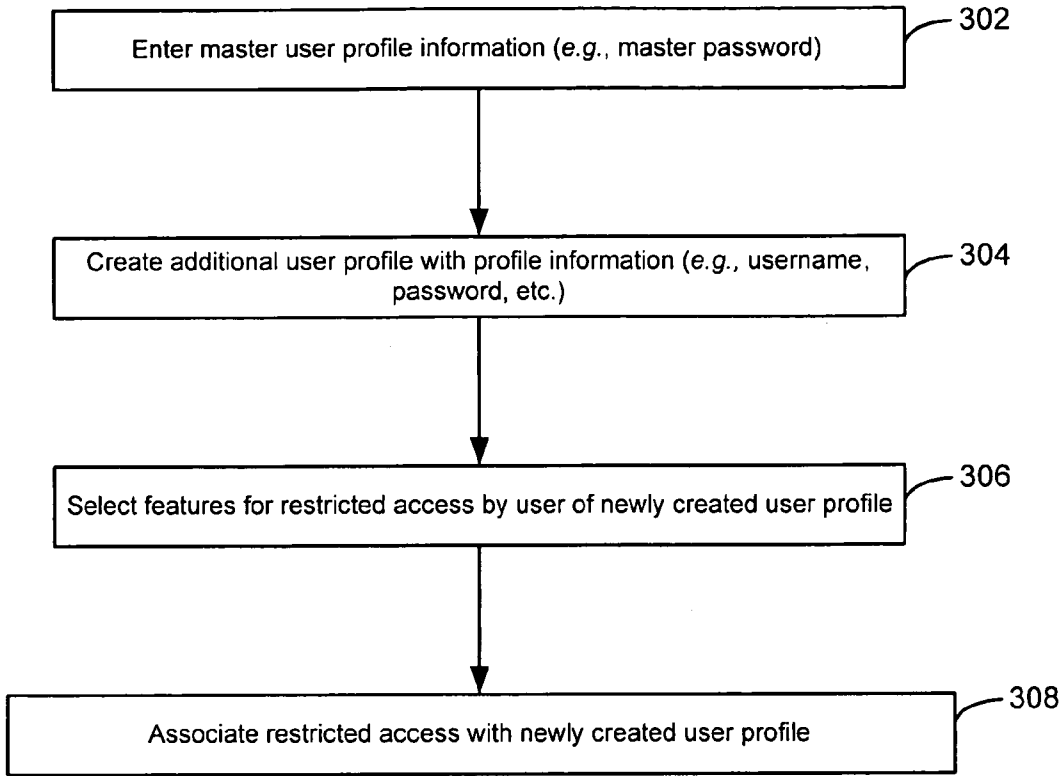 Enter master user profile information (e.g., master password)
302
Create additional user profile with profile information (e.g., username,
password, etc.)
304
Select features for restricted access by user of newly created user profile
306
Associate restricted access with newly created user profile
308